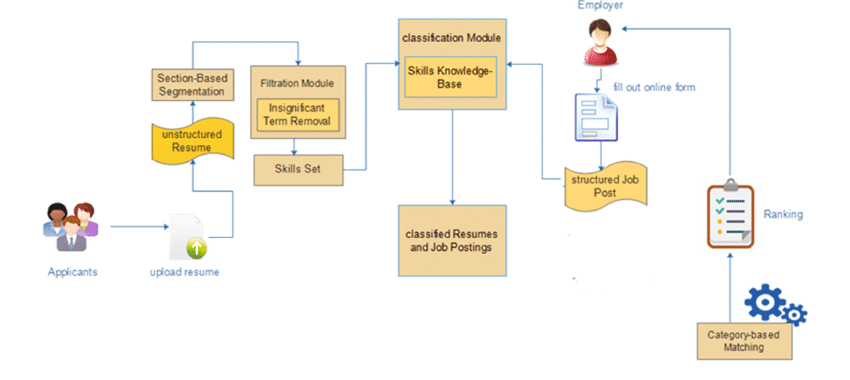 Employer
classification Module
Skills Knowledge-
Base
Section-Based
Segmentation
Filtration Module
Insignificant
Term Removal
fill out online form
unstructured
Resume
Skills Set
structured Job
Post
Ranking
classified Resumes
and Job Postings
Applicants
upload resume
Category-based
Matching